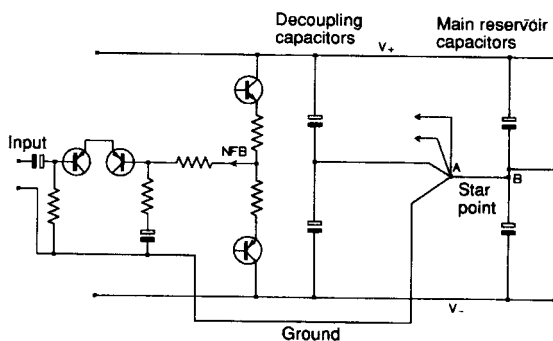 Decoupling
capacitors
V+
Main reservoir
capacitors
Input
NFB
A
B
Star
point
V-
Ground